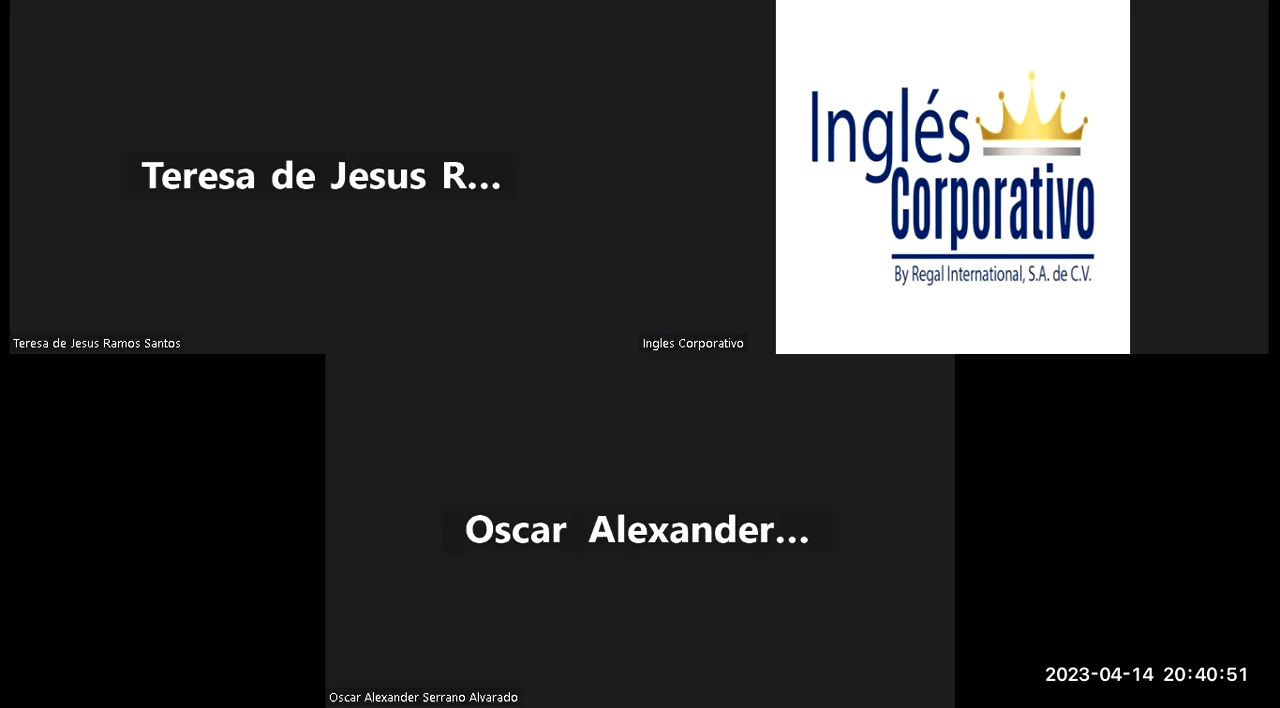 Teresa de Jesus R...
Teresa de Jesus Ramos Santos
Inglés
Corporativo
By Regal International, S.A. de C.V.
Ingles Corporativo
Oscar Alexander...
Oscar Alexander Serrano Alvarado
2023-04-14 20:40:51